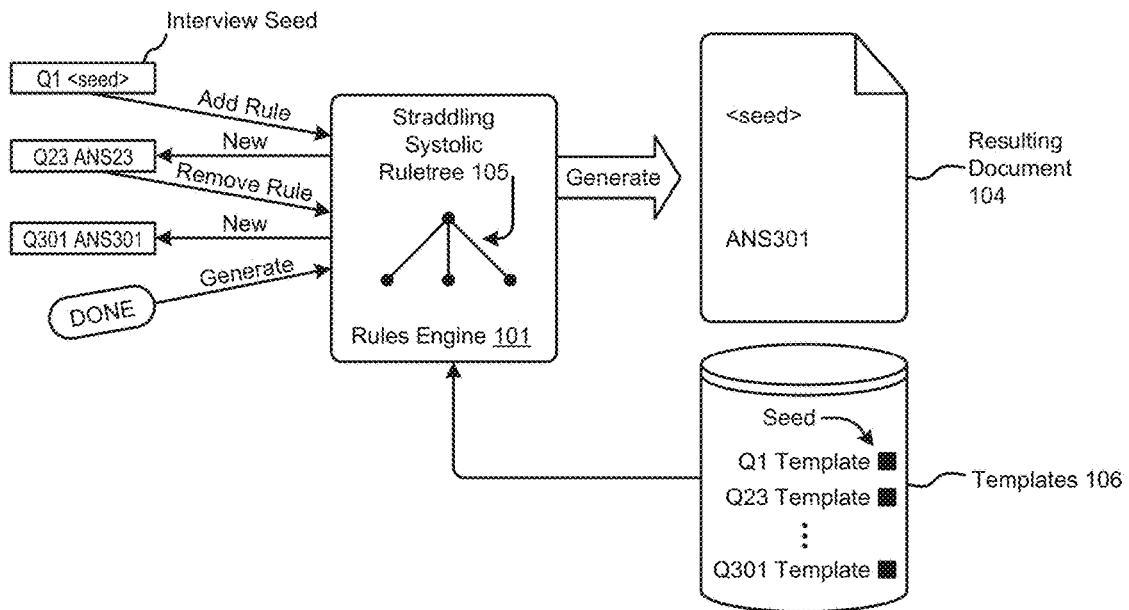 Interview Seed
Q1 <seed>
Add Rule
New
Q23 ANS23
Remove Rule
New
Q301 ANS301
Generate
DONE
Straddling
Systolic
Ruletree 105
Rules Engine 101
Generate
<seed>
ANS301
Resulting
Document
104
Seed
Q1 Template
Q23 Template
Q301 Template
Templates 106